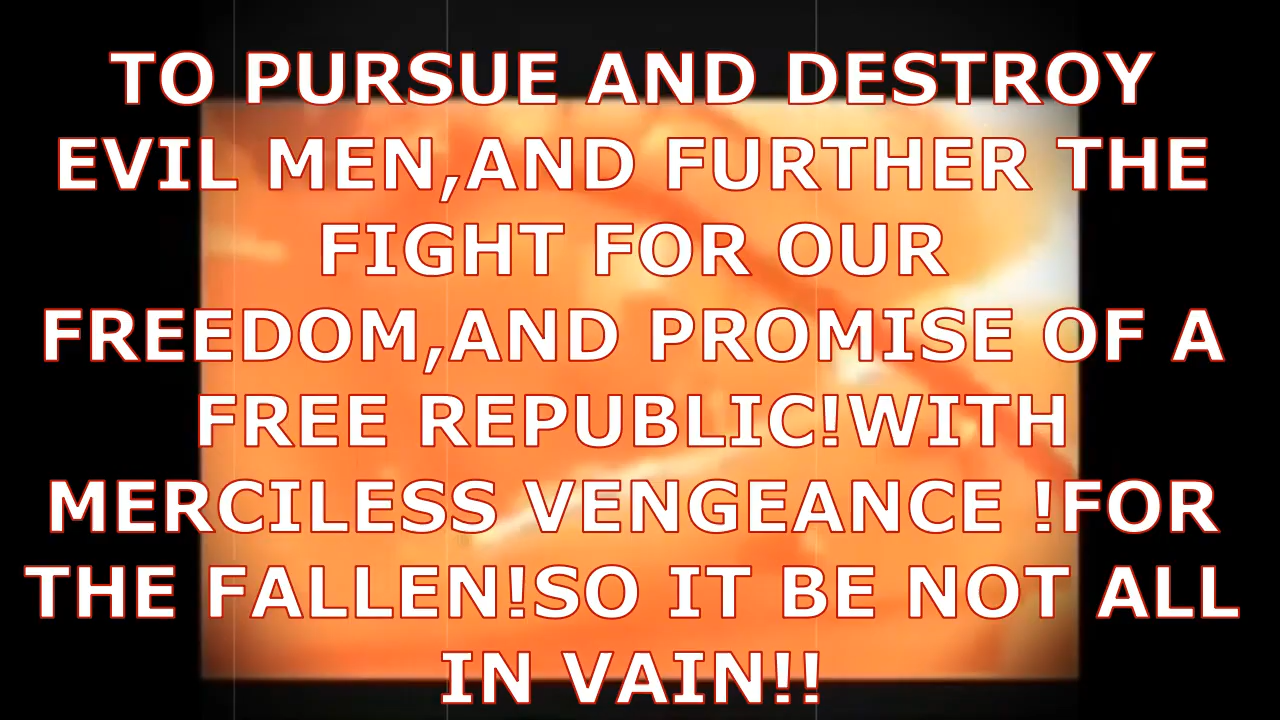 TO PURSUE AND DESTROY
EVIL MEN,AND FURTHER THE
FIGHT FOR OUR
FREEDOM,AND PROMISE OF A
FREE REPUBLIC!WITH
MERCILESS VENGEANCE !FOR
THE FALLEN!SO IT BE NOT ALL
IN VAIN!!